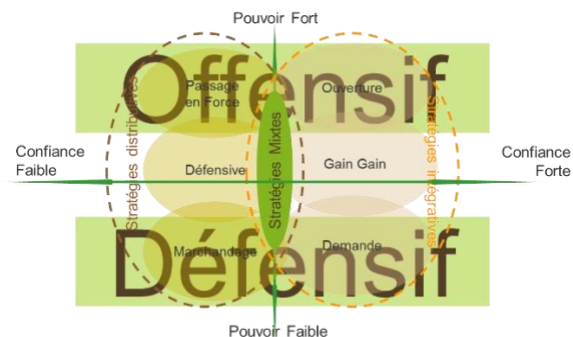 Pouvoir Fort
Offensif
Passage
en Force
Ouverture
Stratégies distributives
Stratégies Mixtes
Stratégies intégratives
Confiance
Faible
Défensive
Gain Gain
Confiance
Forte
Marchandage
Demande
Défensif
Pouvoir Faible